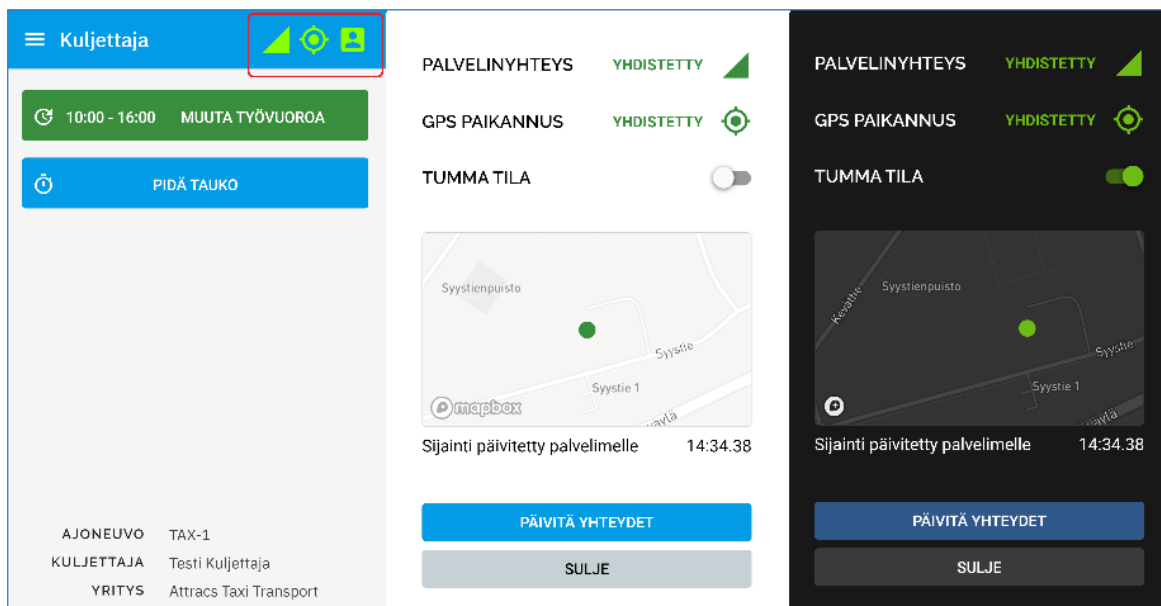 Kuljettaja
10:00 - 16:00 MUUTA TYÖVUOROA
PIDÄ TAUKO
AJONEUVO TAX-1
KULJETTAJA Testi Kuljettaja
YRITYS Attracs Taxi Transport
PALVELINYHTEYS YHDISTETTY
GPS PAIKANNUS YHDISTETTY
TUMMA TILA
Syystienpuisto
Syystie
Syystie 1
mapbox
Sijainti päivitetty palvelimelle 14:34.38
PÄIVITÄ YHTEYDET
SULJE
PALVELINYHTEYS YHDISTETTY
GPS PAIKANNUS YHDISTETTY
TUMMA TILA
Syystienpuisto
Kevättie
Syystie
Syystie 1
Sijainti päivitetty palvelimelle 14:34.38
PÄIVITÄ YHTEYDET
SULJE